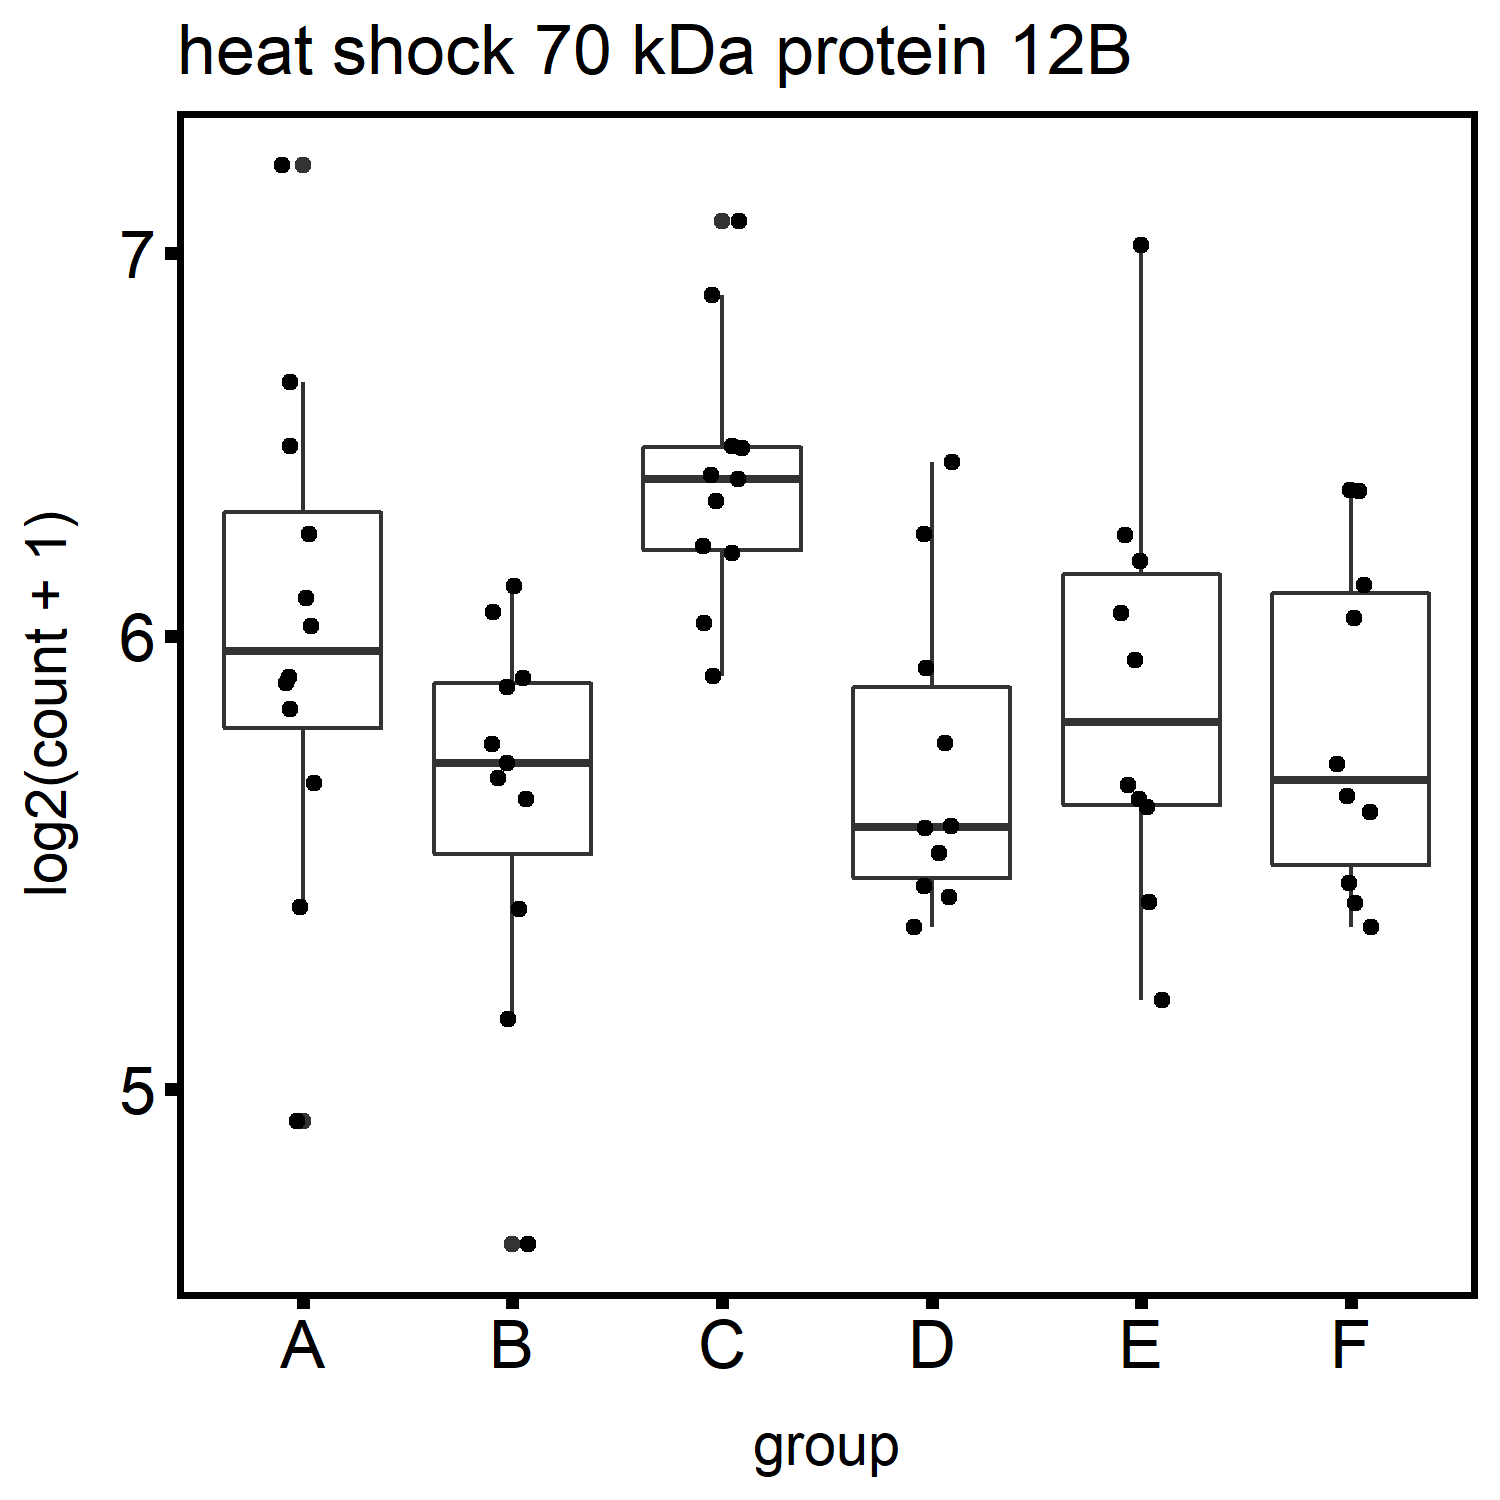 heat shock 70 kDa protein 12B
log2(count + 1)
7
6
5
A B C D E F
group